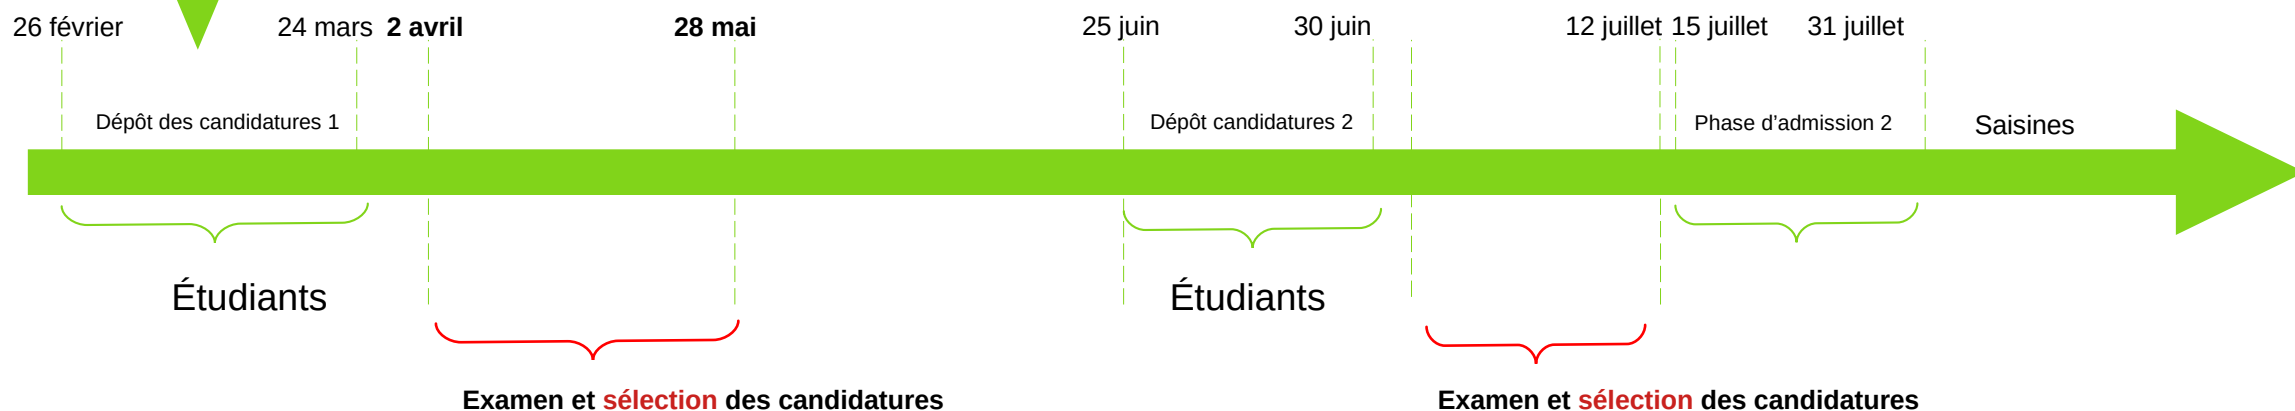 26 février 24 mars 2 avril 28 mai 25 juin 30 juin 12 juillet 15 juillet 31 juillet
Dépôt des candidatures 1 Dépôt candidatures 2 Phase d’admission 2 Saisines
Étudiants Étudiants
Examen et sélection des candidatures Examen et sélection des candidatures